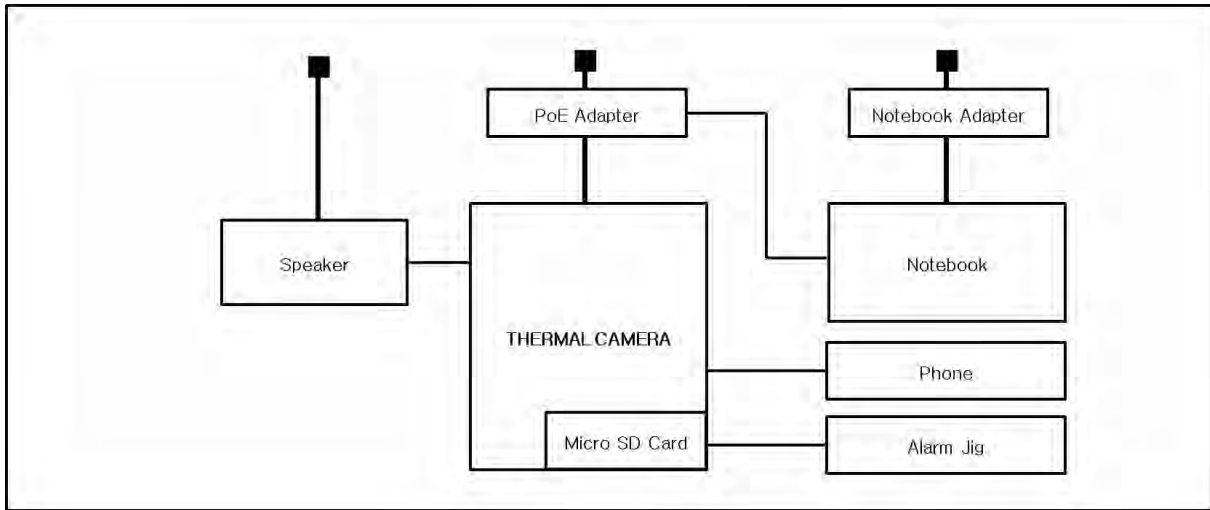 PoE Adapter
Notebook Adapter
Speaker
Notebook
THERMAL CAMERA
Phone
Micro SD Card
Alarm Jig